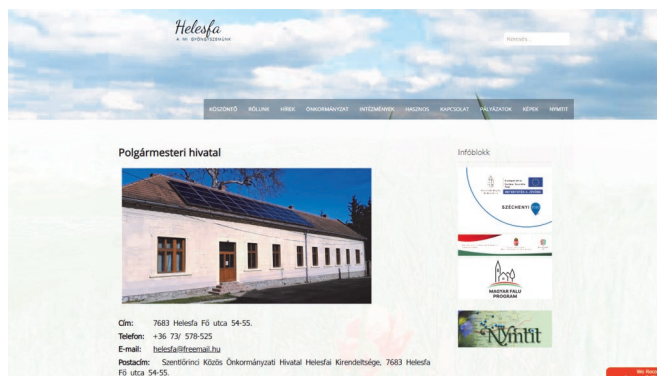 Helesfa
A MI GYÖNGYSZEMÜNK
Keresés...
KÖSZÖNTŐ RÓLUNK HÍREK ÖNKORMÁNYZAT INTÉZMÉNYEK HASZNOS KAPCSOLAT PÁLYÁZATOK KÉPEK NYMTIT
Polgármesteri hivatal
Infóblokk
SZÉCHENYI
MAGYAR FALU
PROGRAM
NYmtit
Cím: 7683 Helesfa Fő utca 54-55.
Telefon: +36 73/ 578-525
E-mail: helesfa@freemail.hu
Postacím: Szentlőrinci Közös Önkormányzati Hivatal Helesfai Kirendeltsége, 7683 Helesfa
Fő utca 54-55.